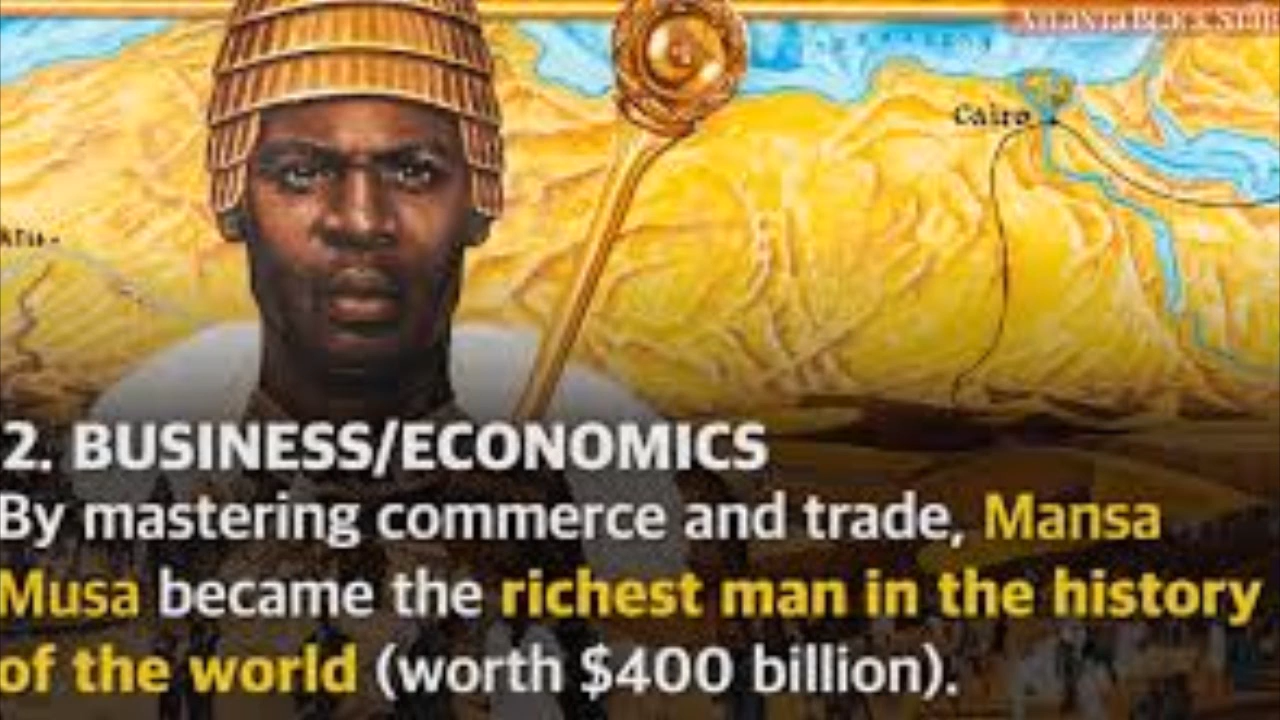 AtlantaBlackStar
Cairo
2. BUSINESS/ECONOMICS
By mastering commerce and trade, Mansa
Musa became the richest man in the history
of the world (worth $400 billion).